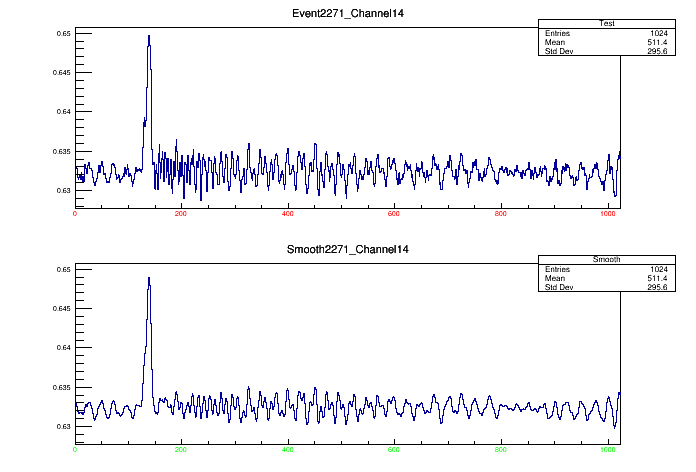 Event2271_Channel14
Test
Entries 1024
Mean 511.4
Std Dev 295.6
0.65
0.645
0.64
0.635
0.63
0 200 400 600 800 1000
Smooth2271_Channel14
Smooth
Entries 1024
Mean 511.4
Std Dev 295.6
0.65
0.645
0.64
0.635
0.63
0 200 400 600 800 1000